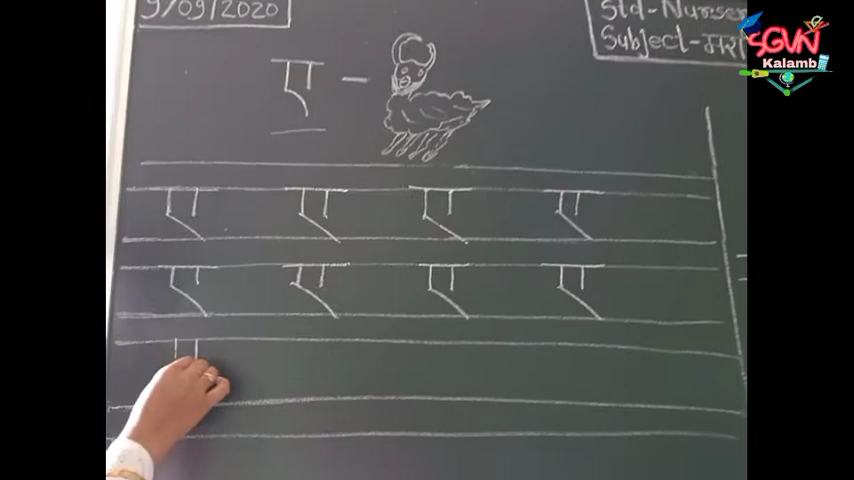 9/09/2020
Std-Nurser
Subject-मरा
SGVN
Kalamb
ए -
ए ए ए ए
ए ए ए ए